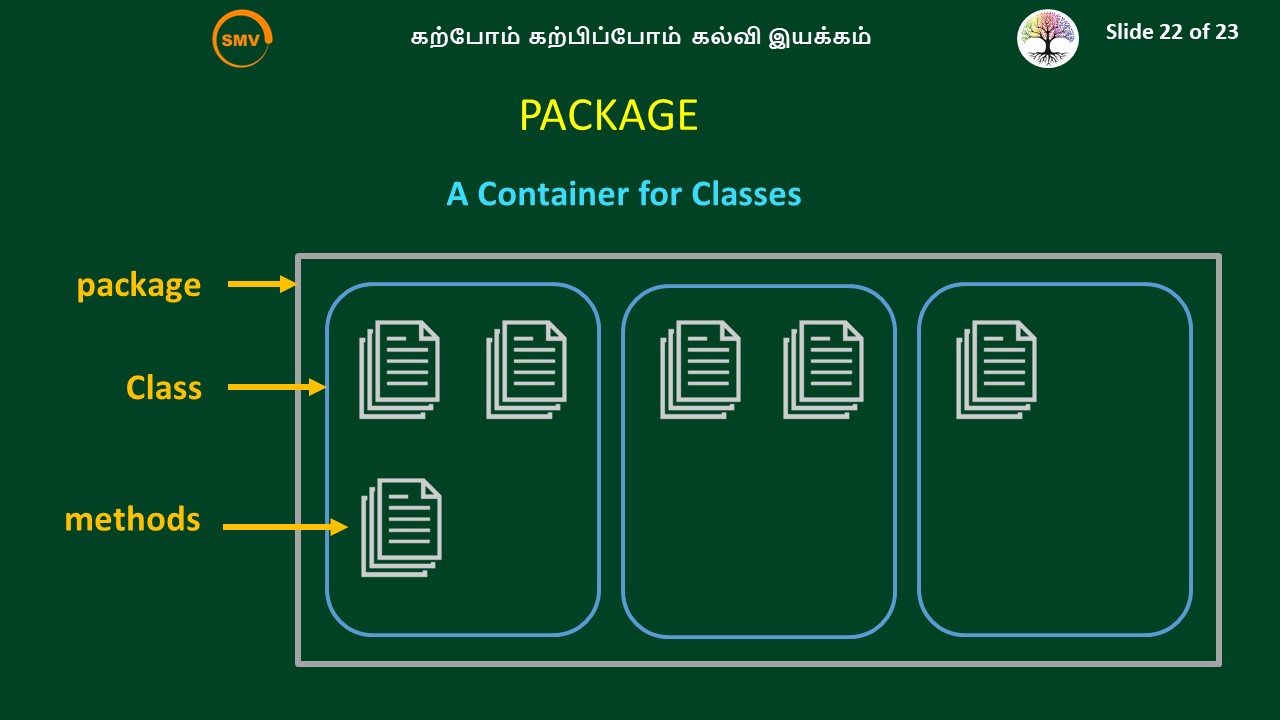 SMV
கற்போம் கற்பிப்போம் கல்வி இயக்கம்
Slide 22 of 23
PACKAGE
A Container for Classes
package
Class
methods